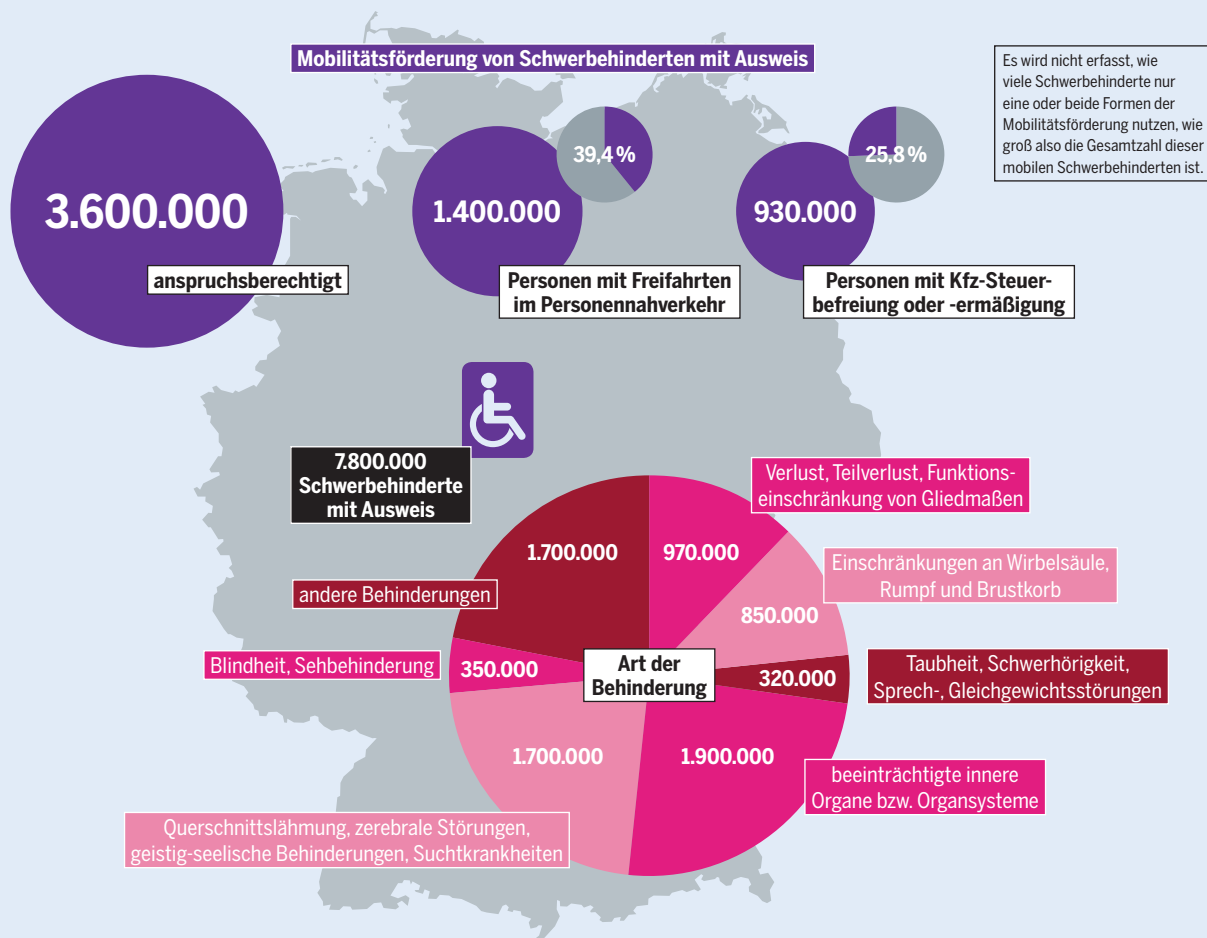 Mobilitätsförderung von Schwerbehinderten mit Ausweis
Es wird nicht erfasst, wie
viele Schwerbehinderte nur
eine oder beide Formen der
Mobilitätsförderung nutzen, wie
groß also die Gesamtzahl dieser
mobilen Schwerbehinderten ist.
3.600.000
anspruchsberechtigt
39,4 %
1.400.000
Personen mit Freifahrten
im Personennahverkehr
25,8 %
930.000
Personen mit Kfz-Steuer-
befreiung oder -ermäßigung
7.800.000
Schwerbehinderte
mit Ausweis
Art der
Behinderung
970.000
Verlust, Teilverlust, Funktions-
einschränkung von Gliedmaßen
850.000
Einschränkungen an Wirbelsäule,
Rumpf und Brustkorb
320.000
Taubheit, Schwerhörigkeit,
Sprech-, Gleichgewichtsstörungen
1.900.000
beeinträchtigte innere
Organe bzw. Organsysteme
1.700.000
Querschnittslähmung, zerebrale Störungen,
geistig-seelische Behinderungen, Suchtkrankheiten
350.000
Blindheit, Sehbehinderung
1.700.000
andere Behinderungen